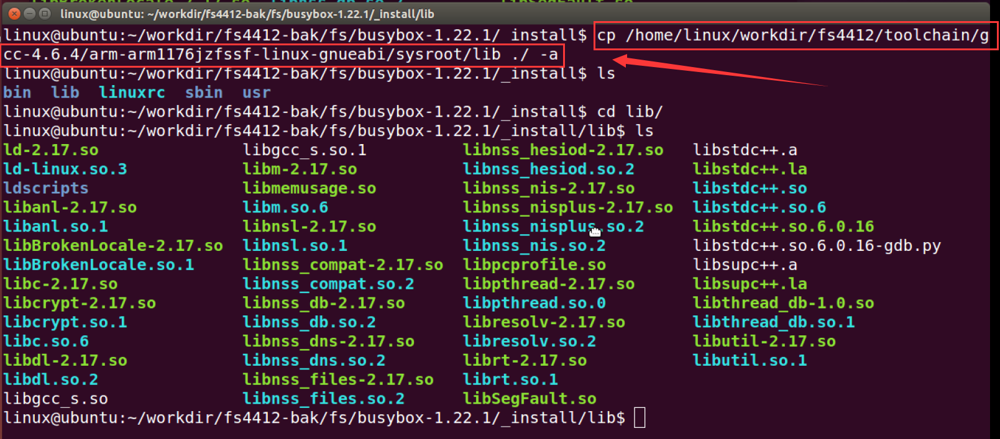 linux@ubuntu: ~/workdir/fs4412-bak/fs/busybox-1.22.1/_install/lib
linux@ubuntu:~/workdir/fs4412-bak/fs/busybox-1.22.1/_install$ cp /home/linux/workdir/fs4412/toolchain/g
cc-4.6.4/arm-arm1176jzfssf-linux-gnueabi/sysroot/lib ./ -a
linux@ubuntu:~/workdir/fs4412-bak/fs/busybox-1.22.1/_install$ ls
bin lib linuxrc sbin usr
linux@ubuntu:~/workdir/fs4412-bak/fs/busybox-1.22.1/_install$ cd lib/
linux@ubuntu:~/workdir/fs4412-bak/fs/busybox-1.22.1/_install/lib$ ls
ld-2.17.so libgcc_s.so.1 libnss_hesiod-2.17.so libstdc++.a
ld-linux.so.3 libm-2.17.so libnss_hesiod.so.2 libstdc++.la
ldscripts libmemusage.so libnss_nis-2.17.so libstdc++.so
libanl-2.17.so libm.so.6 libnss_nisplus-2.17.so libstdc++.so.6
libanl.so.1 libnsl-2.17.so libnss_nisplus.so.2 libstdc++.so.6.0.16
libBrokenLocale-2.17.so libnsl.so.1 libnss_nis.so.2 libstdc++.so.6.0.16-gdb.py
libBrokenLocale.so.1 libnss_compat-2.17.so libpcprofile.so libsupc++.a
libc-2.17.so libnss_compat.so.2 libpthread-2.17.so libsupc++.la
libcrypt-2.17.so libnss_db-2.17.so libpthread.so.0 libthread_db-1.0.so
libcrypt.so.1 libnss_db.so.2 libresolv-2.17.so libthread_db.so.1
libc.so.6 libnss_dns-2.17.so libresolv.so.2 libutil-2.17.so
libdl-2.17.so libnss_dns.so.2 librt-2.17.so libutil.so.1
libdl.so.2 libnss_files-2.17.so librt.so.1
libgcc_s.so libnss_files.so.2 libSegFault.so
linux@ubuntu:~/workdir/fs4412-bak/fs/busybox-1.22.1/_install/lib$